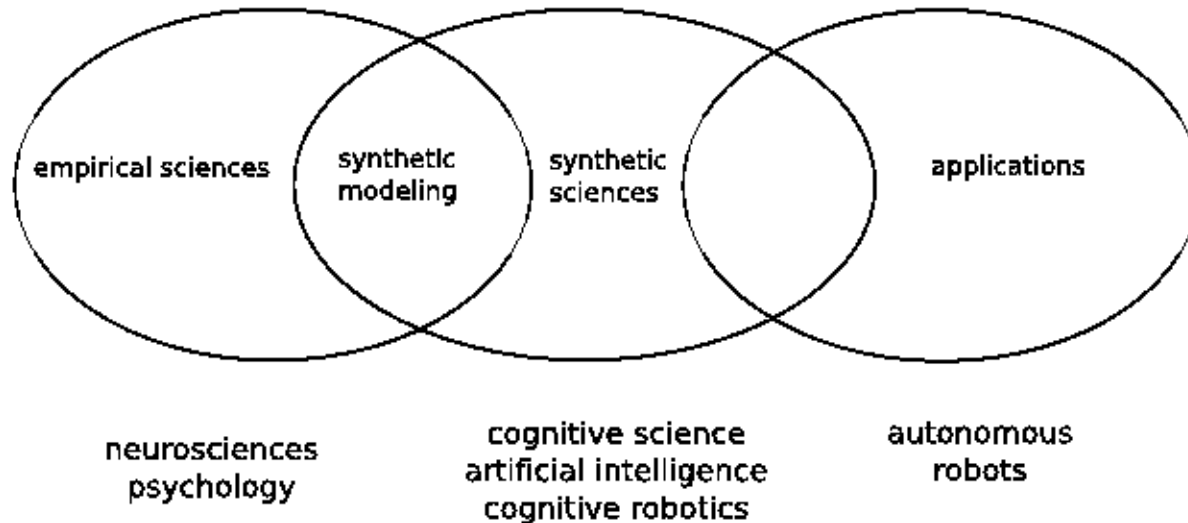 empirical sciences
synthetic
modeling
synthetic
sciences
applications
neurosciences
psychology
cognitive science
artificial intelligence
cognitive robotics
autonomous
robots